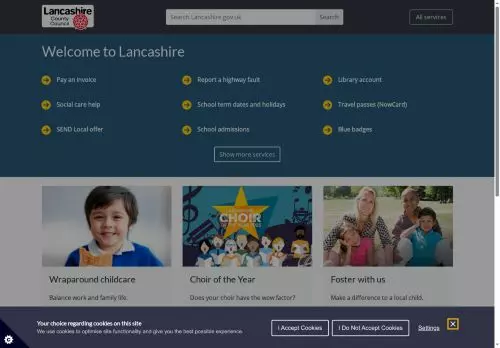 Lancashire
County
Council
Search Lancashire.gov.uk
Search
All services
Welcome to Lancashire
Pay an invoice
Report a highway fault
Library account
Social care help
School term dates and holidays
Travel passes (NowCard)
SEND Local offer
School admissions
Blue badges
Show more services
CHOIR
OF THE YEAR
Wraparound childcare
Choir of the Year
Foster with us
Balance work and family life.
Does your choir have the wow factor?
Make a difference to a local child.
Your choice regarding cookies on this site
We use cookies to optimise site functionality and give you the best possible experience.
I Accept Cookies
I Do Not Accept Cookies
Settings